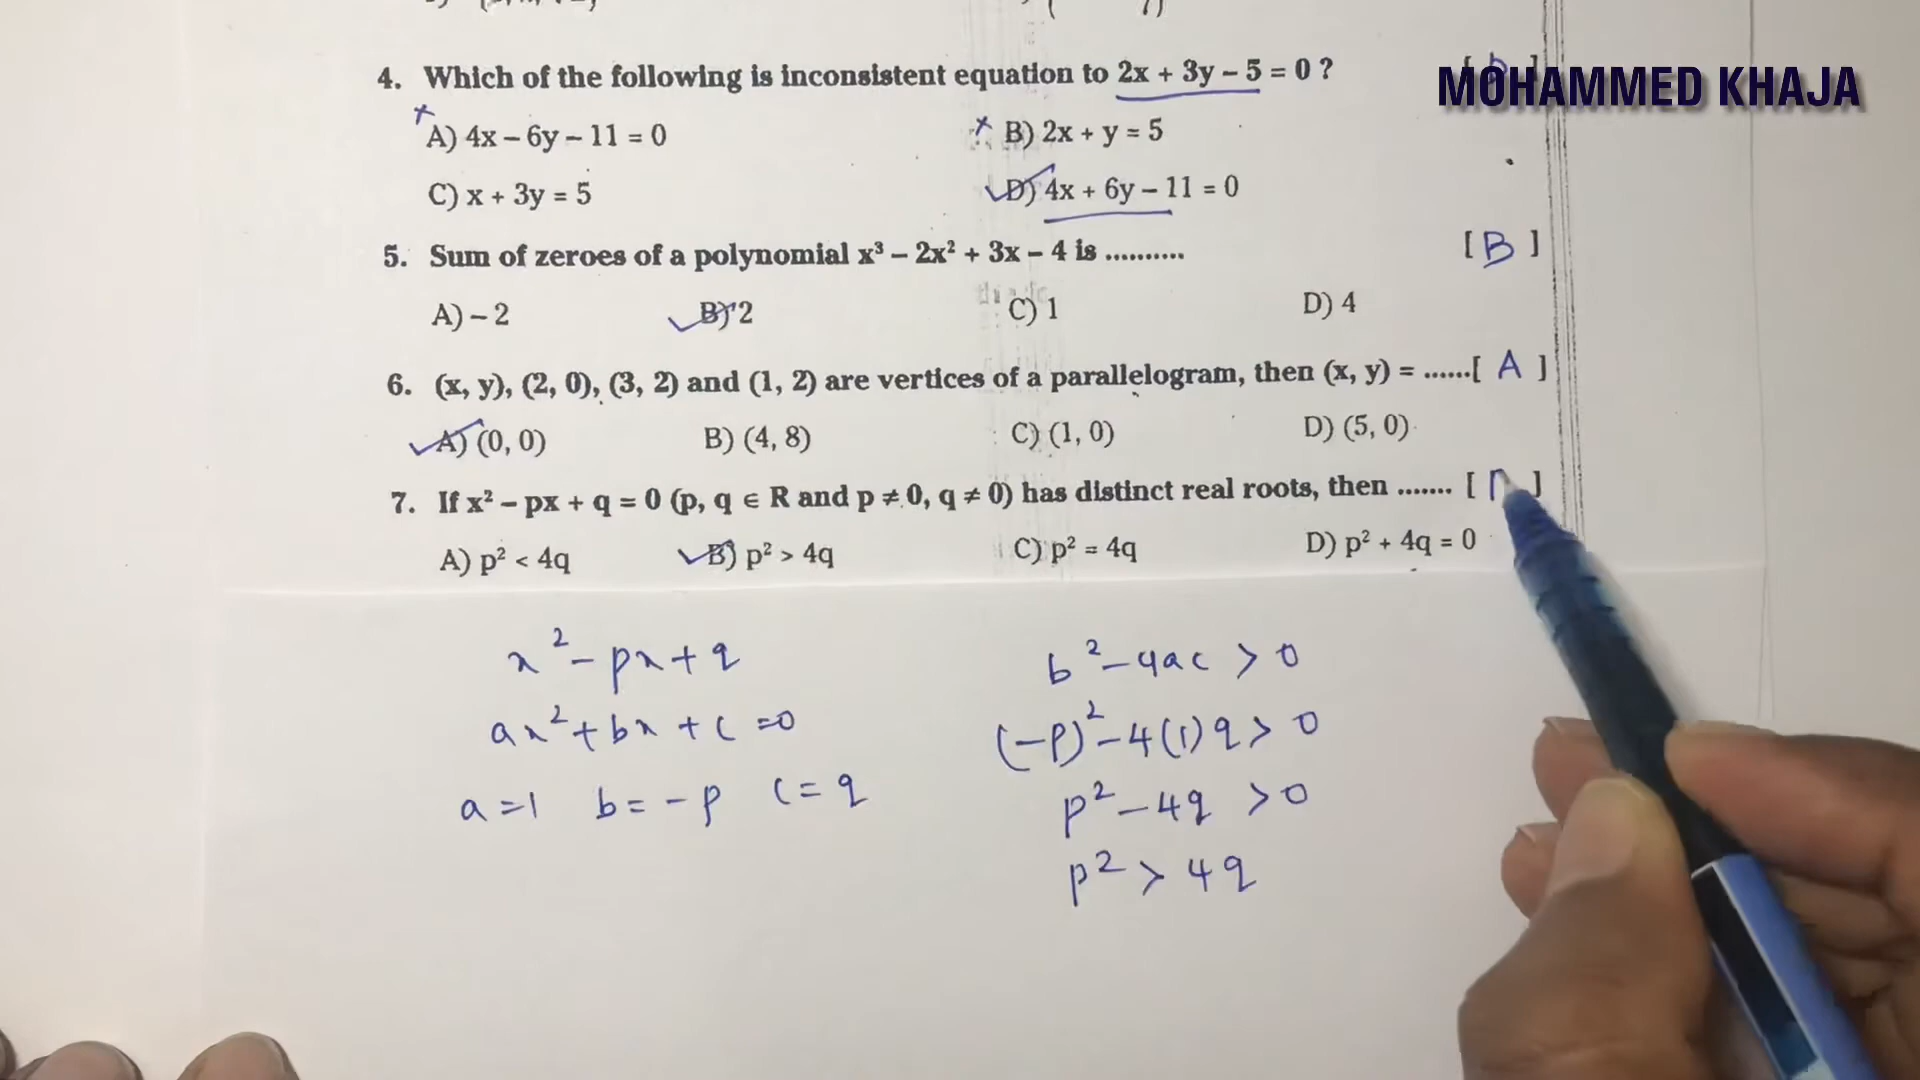 4. Which of the following is inconsistent equation to 2x + 3y – 5 = 0 ?
MOHAMMED KHAJA
A) 4x – 6y – 11 = 0
B) 2x + y = 5
C) x + 3y = 5
D) 4x + 6y – 11 = 0
5. Sum of zeroes of a polynomial x³ – 2x² + 3x – 4 is .......... [ B ]
A) – 2
B) 2
C) 1
D) 4
6. (x, y), (2, 0), (3, 2) and (1, 2) are vertices of a parallelogram, then (x, y) = ......[ A ]
A) (0, 0)
B) (4, 8)
C) (1, 0)
D) (5, 0)
7. If x² – px + q = 0 (p, q ∈ R and p ≠ 0, q ≠ 0) has distinct real roots, then ....... [ ]
A) p² < 4q
B) p² > 4q
C) p² = 4q
D) p² + 4q = 0
x² – px + q
ax² + bx + c = 0
a = 1 b = – p c = q
b² – 4ac > 0
(–p)² – 4(1)q > 0
p² – 4q > 0
p² > 4q